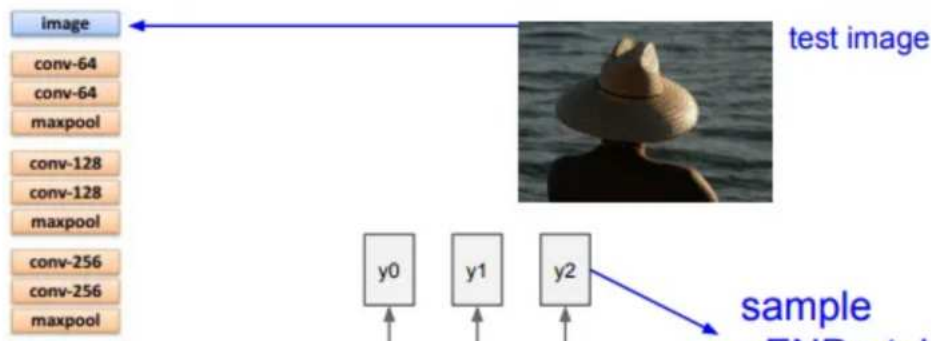 image
conv-64
conv-64
maxpool
conv-128
conv-128
maxpool
conv-256
conv-256
maxpool
test image
y0
y1
y2
sample